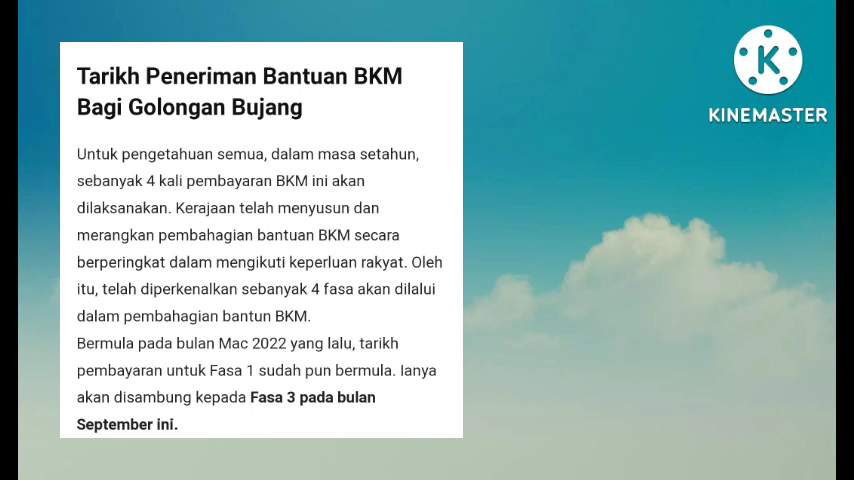 Tarikh Peneriman Bantuan BKM
Bagi Golongan Bujang
Untuk pengetahuan semua, dalam masa setahun,
sebanyak 4 kali pembayaran BKM ini akan
dilaksanakan. Kerajaan telah menyusun dan
merangkan pembahagian bantuan BKM secara
berperingkat dalam mengikuti keperluan rakyat. Oleh
itu, telah diperkenalkan sebanyak 4 fasa akan dilalui
dalam pembahagian bantun BKM.
Bermula pada bulan Mac 2022 yang lalu, tarikh
pembayaran untuk Fasa 1 sudah pun bermula. Ianya
akan disambung kepada Fasa 3 pada bulan
September ini.
K
KINEMASTER